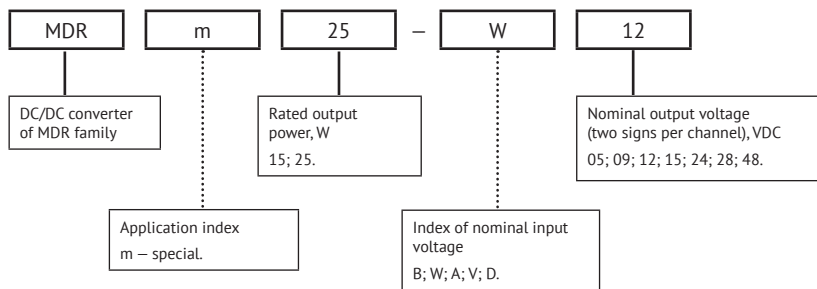 MDR m 25 — W 12
DC/DC converter
of MDR family
Rated output
power, W
15; 25.
Nominal output voltage
(two signs per channel), VDC
05; 09; 12; 15; 24; 28; 48.
Application index
m — special.
Index of nominal input
voltage
B; W; A; V; D.